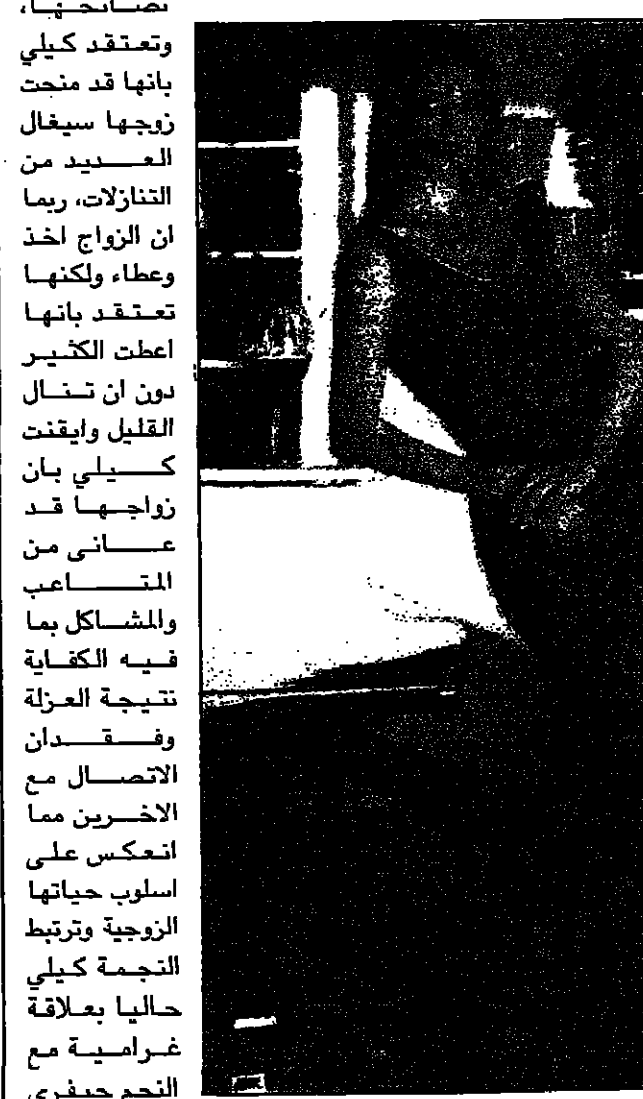 نصائحها،
وتعتقد كيلي
بانها قد منحت
زوجها سيغال
العديد من
التنازلات، ربما
ان الزواج اخذ
وعطاء ولكنها
تعتقد بانها
اعطت الكثير
دون ان تنال
القليل وايقنت
كيلي بان
زواجها قد
عانى من
المتاعب
والمشاكل بما
فيه الكفاية
نتيجة العزلة
وفقدان
الاتصال مع
الاخرين مما
انعكس على
اسلوب حياتها
الزوجية وترتبط
النجمة كيلي
حاليا بعلاقة
غرامية مع
النجم جيفري